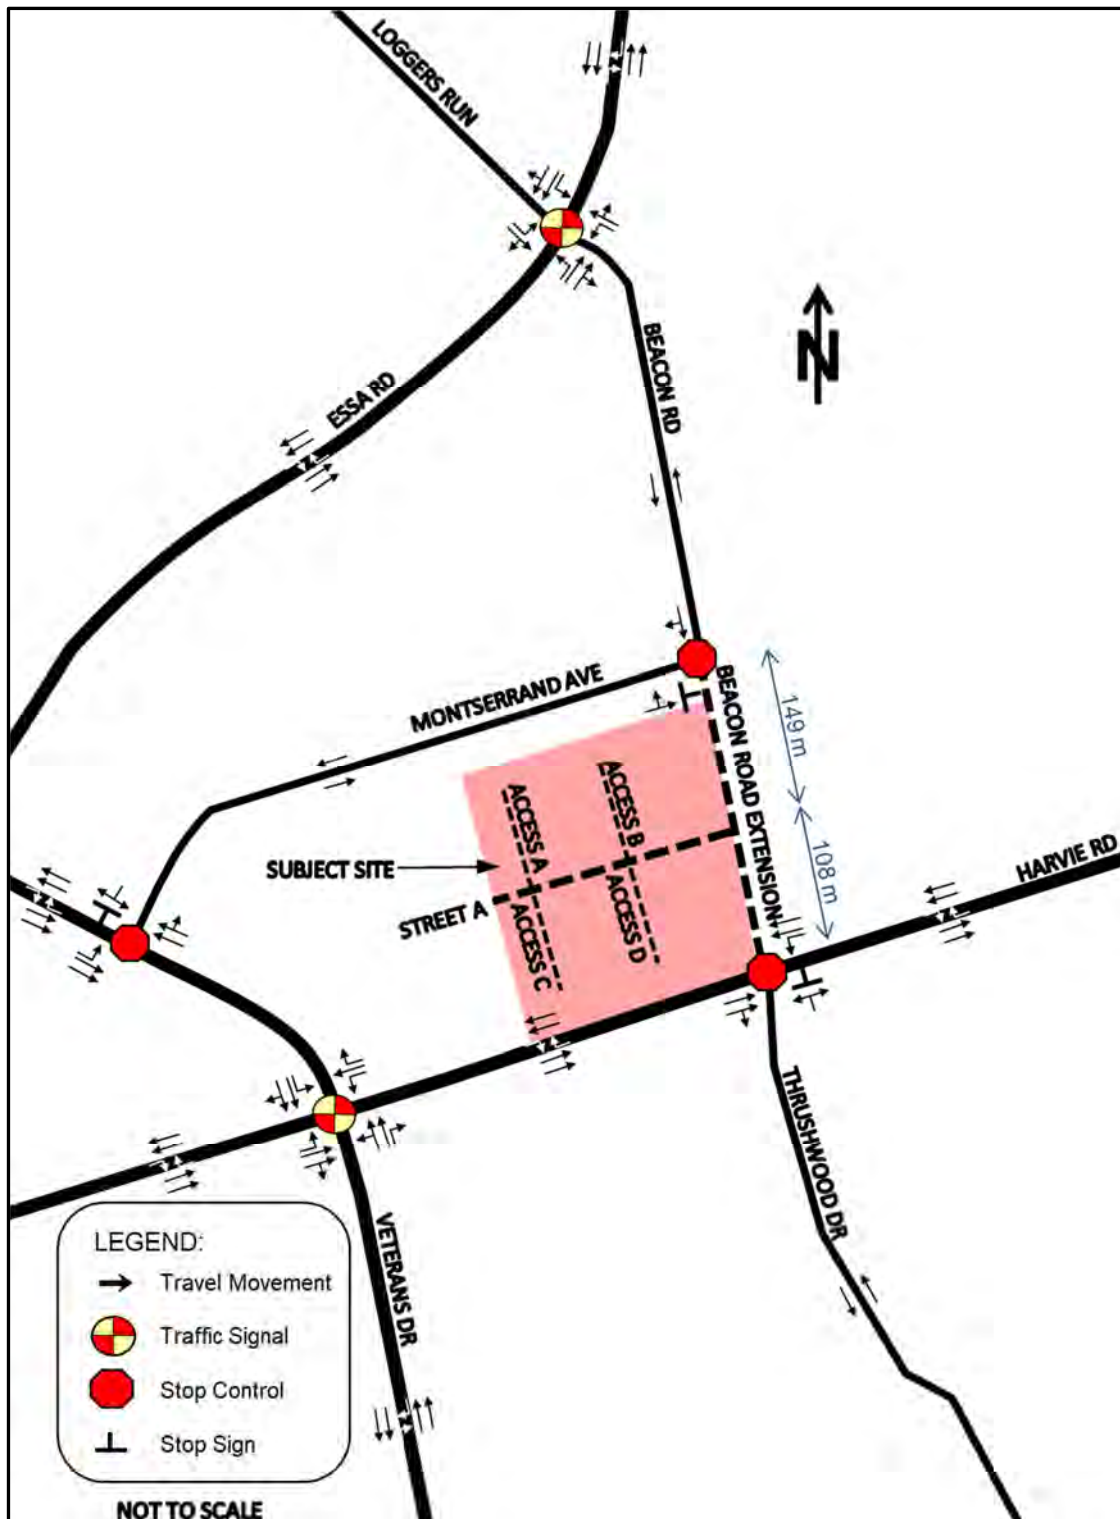 LOGGERS RUN
N
BEACON RD
ESSA RD
MONTSERRAND AVE
BEACON ROAD EXTENSION
149 m
108 m
HARVIE RD
ACCESS A
ACCESS B
SUBJECT SITE
STREET A
ACCESS C
ACCESS D
THRUSHWOOD DR
VETERANS DR
LEGEND:
Travel Movement
Traffic Signal
Stop Control
Stop Sign
NOT TO SCALE